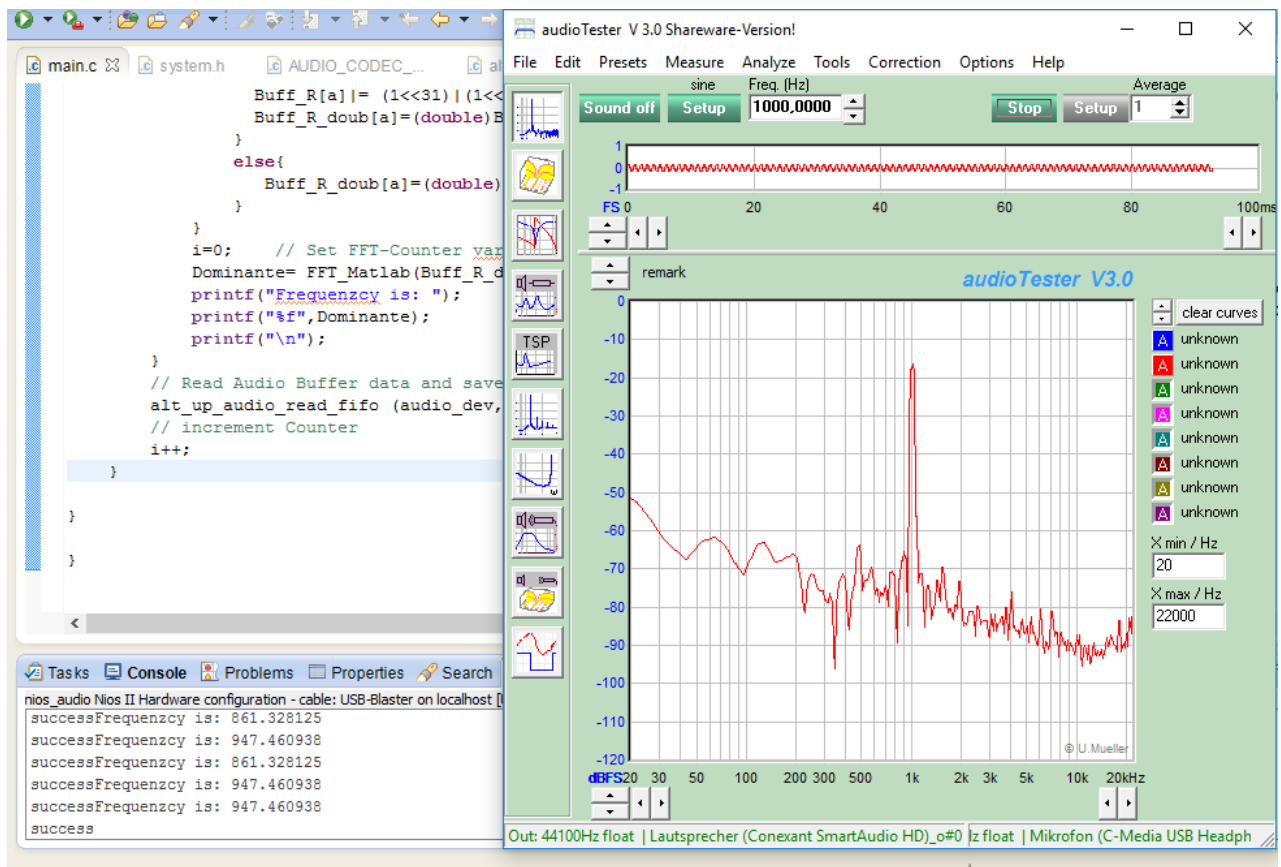 main.c
system.h
AUDIO_CODEC_...
Buff_R[a]|= (1<<31)|(1<<
Buff_R_doub[a]=(double)B
}
else{
Buff_R_doub[a]=(double)
}
}
i=0; // Set FFT-Counter var
Dominante= FFT_Matlab(Buff_R_d
printf("Frequenzcy is: ");
printf("%f",Dominante);
printf("\n");
}
// Read Audio Buffer data and save
alt_up_audio_read_fifo (audio_dev,
// increment Counter
i++;
}
}
}
Tasks Console Problems Properties Search
nios_audio Nios II Hardware configuration - cable: USB-Blaster on localhost
successFrequenzcy is: 861.328125
successFrequenzcy is: 947.460938
successFrequenzcy is: 861.328125
successFrequenzcy is: 947.460938
successFrequenzcy is: 947.460938
success
audioTester V 3.0 Shareware-Version!
File Edit Presets Measure Analyze Tools Correction Options Help
sine Freq. (Hz) Average
Sound off Setup 1000,0000 Stop Setup 1
1
0
-1
FS 0 20 40 60 80 100ms
remark
audioTester V3.0
TSP
0
-10
-20
-30
-40
-50
-60
-70
-80
-90
-100
-110
-120
© U.Mueller
dBFS 20 30 50 100 200 300 500 1k 2k 3k 5k 10k 20kHz
clear curves
A unknown
A unknown
A unknown
A unknown
A unknown
A unknown
A unknown
A unknown
X min / Hz
20
X max / Hz
22000
Out: 44100Hz float | Lautsprecher (Conexant SmartAudio HD)_o#0
lz float | Mikrofon (C-Media USB Headph